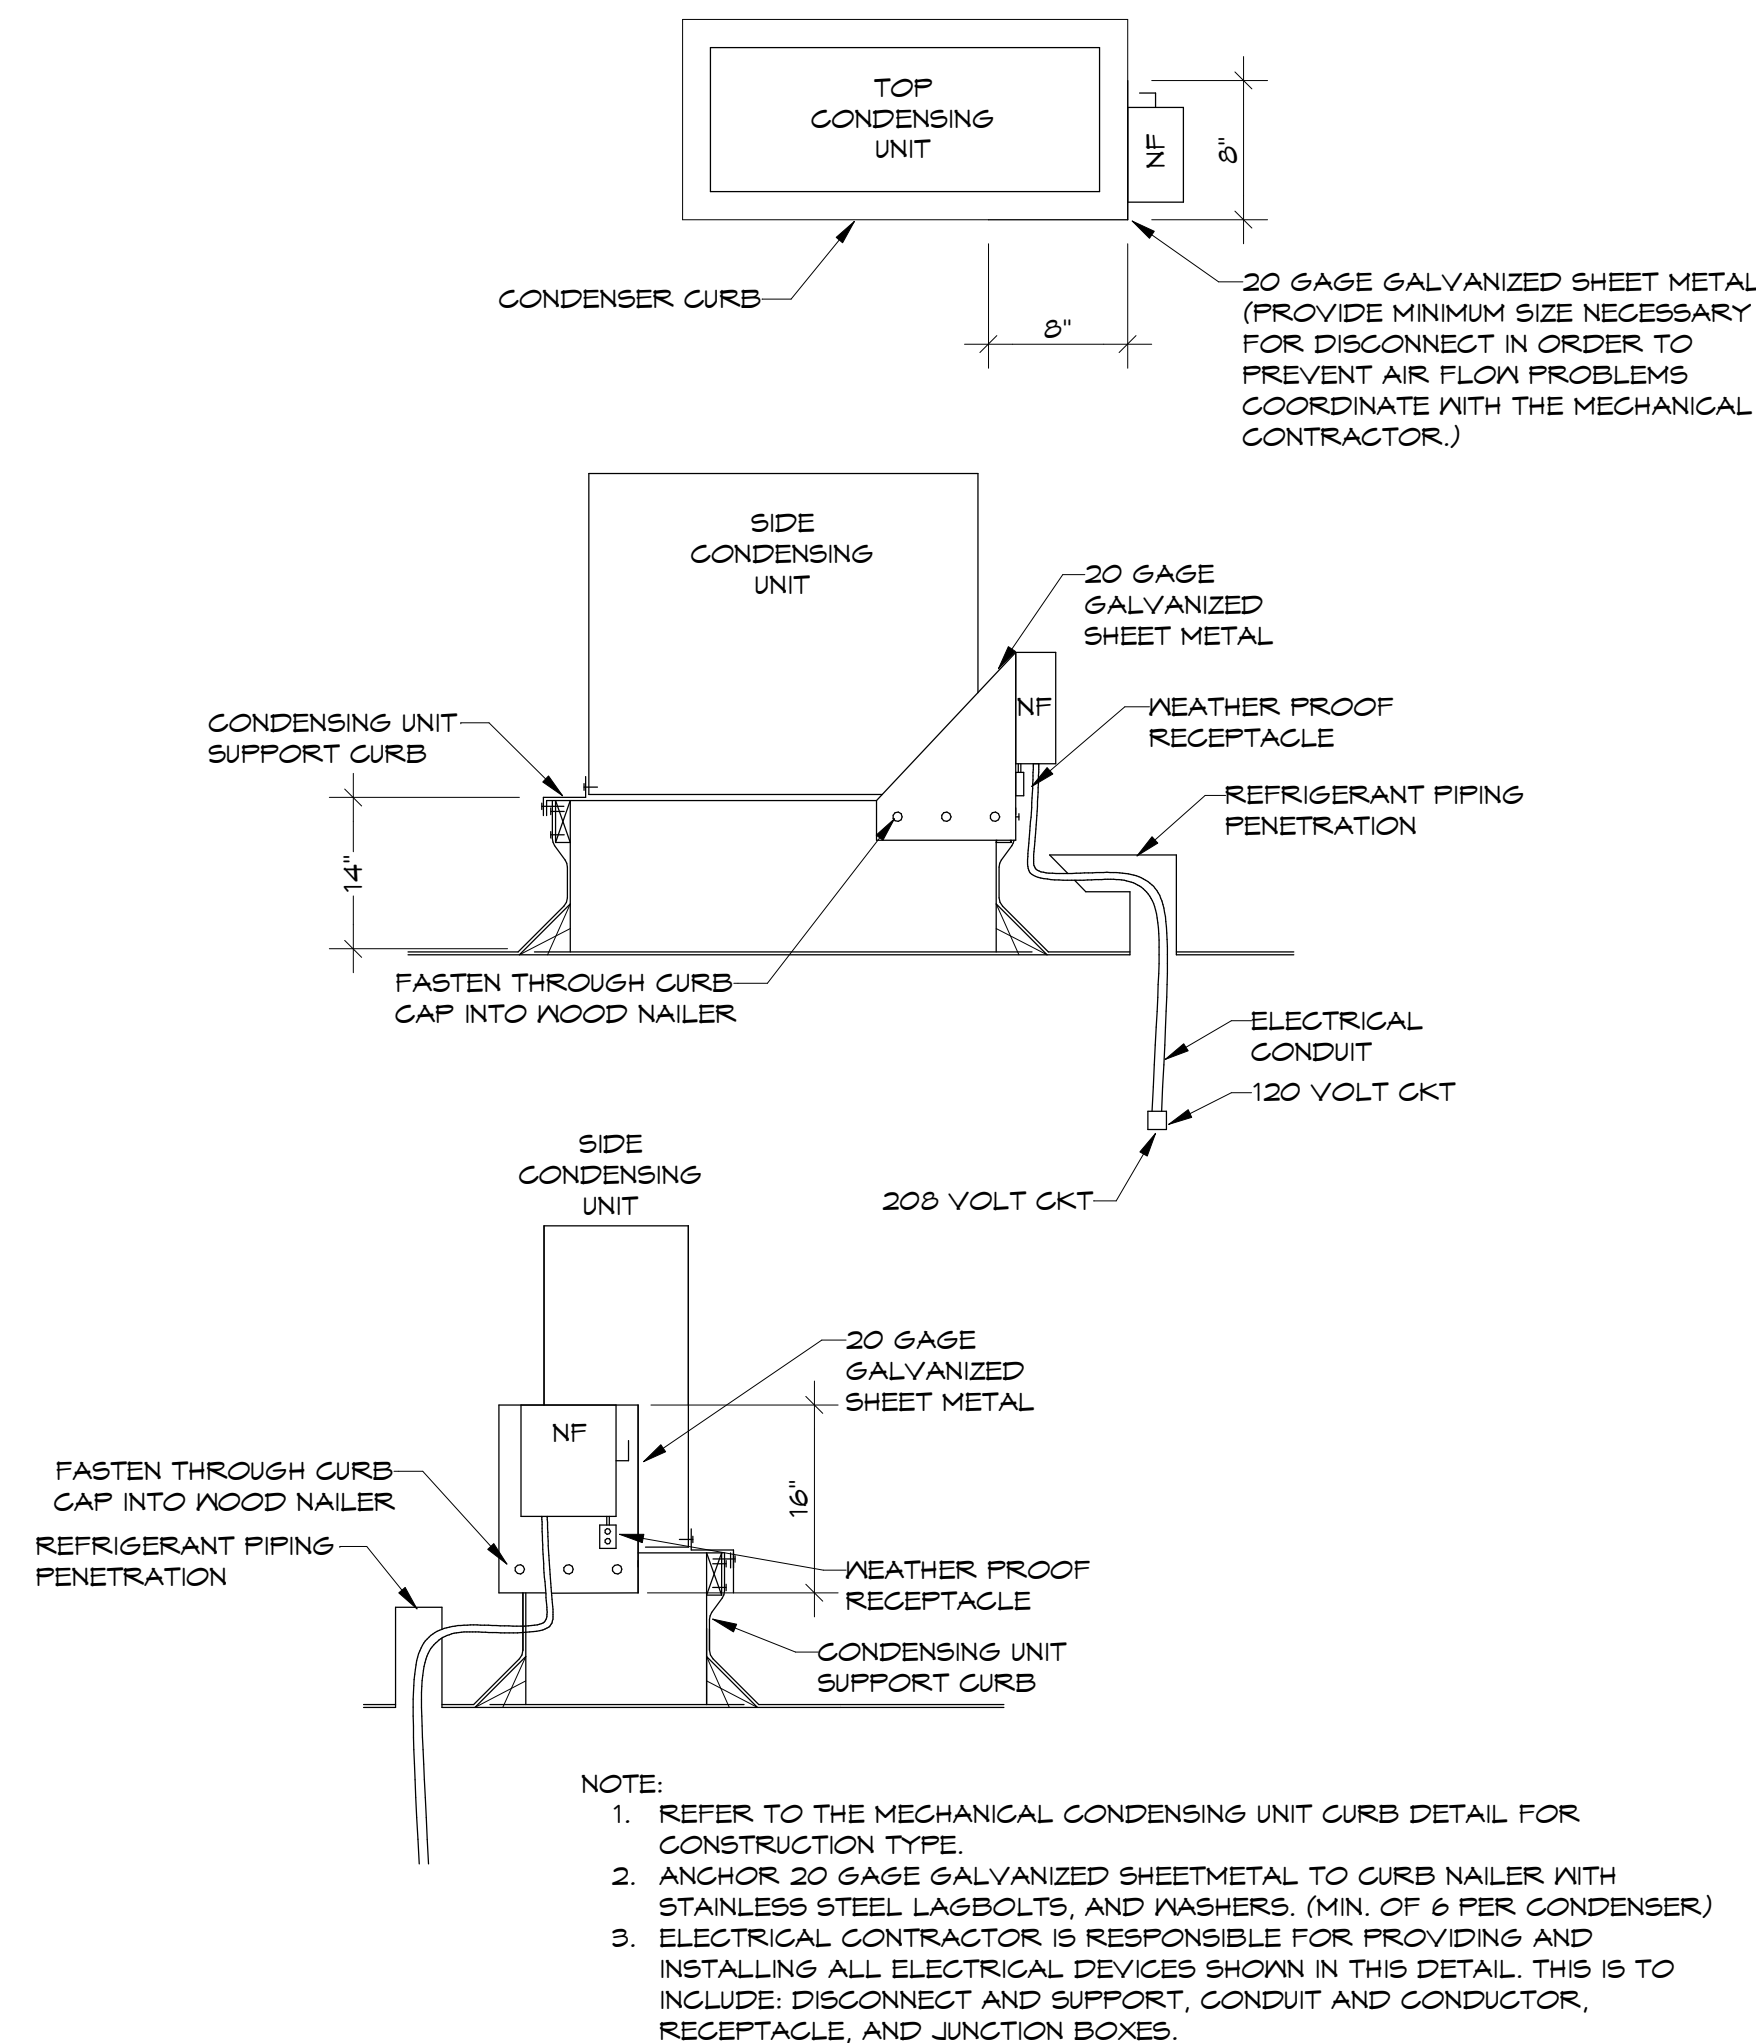 TOP
CONDENSING
UNIT
NF
8"
CONDENSER CURB
8"
20 GAGE GALVANIZED SHEET METAL
(PROVIDE MINIMUM SIZE NECESSARY
FOR DISCONNECT IN ORDER TO
PREVENT AIR FLOW PROBLEMS
COORDINATE WITH THE MECHANICAL
CONTRACTOR.)
SIDE
CONDENSING
UNIT
20 GAGE
GALVANIZED
SHEET METAL
NF
WEATHER PROOF
RECEPTACLE
CONDENSING UNIT
SUPPORT CURB
REFRIGERANT PIPING
PENETRATION
14"
FASTEN THROUGH CURB
CAP INTO WOOD NAILER
ELECTRICAL
CONDUIT
120 VOLT CKT
208 VOLT CKT
SIDE
CONDENSING
UNIT
20 GAGE
GALVANIZED
SHEET METAL
NF
16"
FASTEN THROUGH CURB
CAP INTO WOOD NAILER
REFRIGERANT PIPING
PENETRATION
WEATHER PROOF
RECEPTACLE
CONDENSING UNIT
SUPPORT CURB
NOTE:
1. REFER TO THE MECHANICAL CONDENSING UNIT CURB DETAIL FOR
CONSTRUCTION TYPE.
2. ANCHOR 20 GAGE GALVANIZED SHEETMETAL TO CURB NAILER WITH
STAINLESS STEEL LAGBOLTS, AND WASHERS. (MIN. OF 6 PER CONDENSER)
3. ELECTRICAL CONTRACTOR IS RESPONSIBLE FOR PROVIDING AND
INSTALLING ALL ELECTRICAL DEVICES SHOWN IN THIS DETAIL. THIS IS TO
INCLUDE: DISCONNECT AND SUPPORT, CONDUIT AND CONDUCTOR,
RECEPTACLE, AND JUNCTION BOXES.